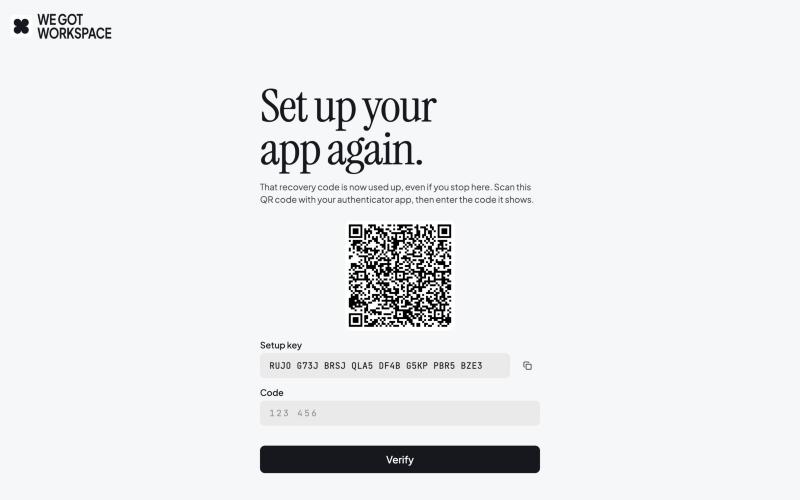 WE GOT
WORKSPACE
Set up your
app again.
That recovery code is now used up, even if you stop here. Scan this
QR code with your authenticator app, then enter the code it shows.
Setup key
RUJO G73J BRSJ QLA5 DF4B G5KP PBR5 BZE3
Code
123 456
Verify